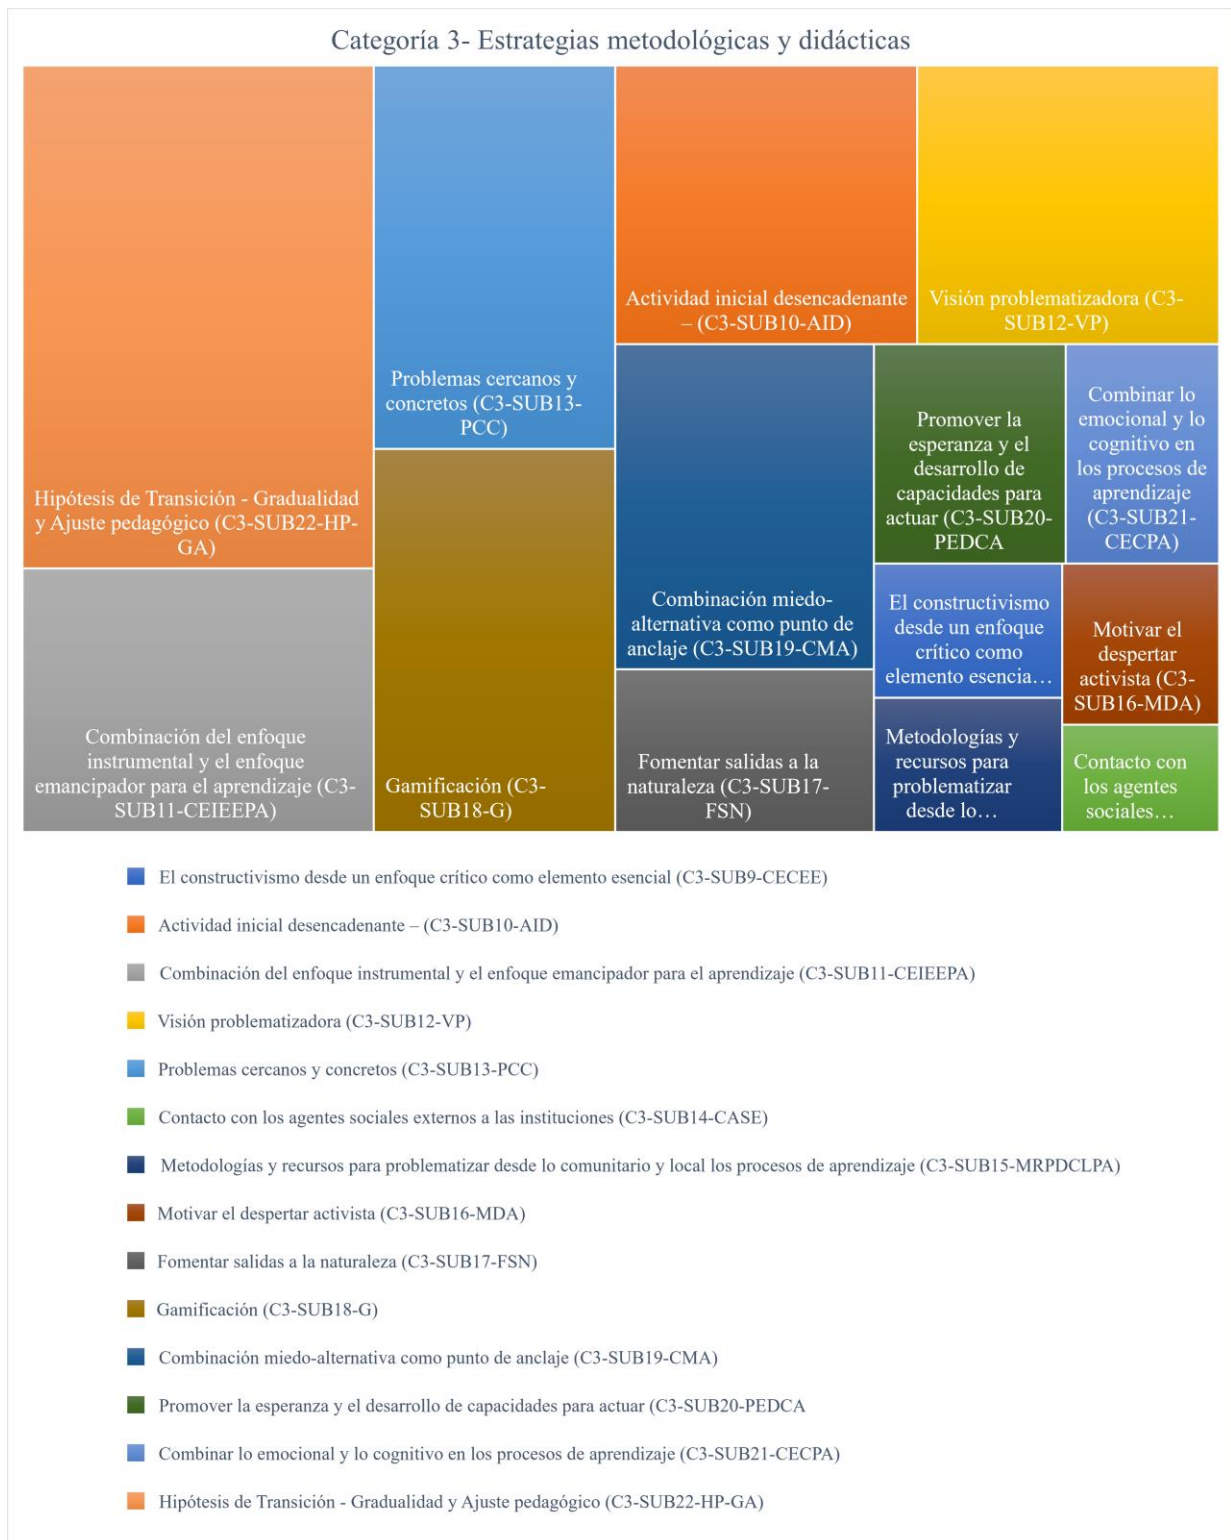 Categoría 3- Estrategias metodológicas y didácticas
Hipótesis de Transición - Gradualidad
y Ajuste pedagógico (C3-SUB22-HP-
GA)
Combinación del enfoque
instrumental y el enfoque
emancipador para el aprendizaje (C3-
SUB11-CEIEEPA)
Problemas cercanos y
concretos (C3-SUB13-
PCC)
Gamificación (C3-
SUB18-G)
Actividad inicial desencadenante
– (C3-SUB10-AID)
Visión problematizadora (C3-
SUB12-VP)
Combinación miedo-
alternativa como punto de
anclaje (C3-SUB19-CMA)
Fomentar salidas a la
naturaleza (C3-SUB17-
FSN)
Promover la
esperanza y el
desarrollo de
capacidades para
actuar (C3-SUB20-
PEDCA
Combinar lo
emocional y lo
cognitivo en
los procesos de
aprendizaje
(C3-SUB21-
CECPA)
El constructivismo
desde un enfoque
crítico como
elemento esencia…
Motivar el
despertar
activista (C3-
SUB16-MDA)
Metodologías y
recursos para
problematizar
desde lo…
Contacto con
los agentes
sociales…
El constructivismo desde un enfoque crítico como elemento esencial (C3-SUB9-CECEE)
Actividad inicial desencadenante – (C3-SUB10-AID)
Combinación del enfoque instrumental y el enfoque emancipador para el aprendizaje (C3-SUB11-CEIEEPA)
Visión problematizadora (C3-SUB12-VP)
Problemas cercanos y concretos (C3-SUB13-PCC)
Contacto con los agentes sociales externos a las instituciones (C3-SUB14-CASE)
Metodologías y recursos para problematizar desde lo comunitario y local los procesos de aprendizaje (C3-SUB15-MRPDCLPA)
Motivar el despertar activista (C3-SUB16-MDA)
Fomentar salidas a la naturaleza (C3-SUB17-FSN)
Gamificación (C3-SUB18-G)
Combinación miedo-alternativa como punto de anclaje (C3-SUB19-CMA)
Promover la esperanza y el desarrollo de capacidades para actuar (C3-SUB20-PEDCA
Combinar lo emocional y lo cognitivo en los procesos de aprendizaje (C3-SUB21-CECPA)
Hipótesis de Transición - Gradualidad y Ajuste pedagógico (C3-SUB22-HP-GA)